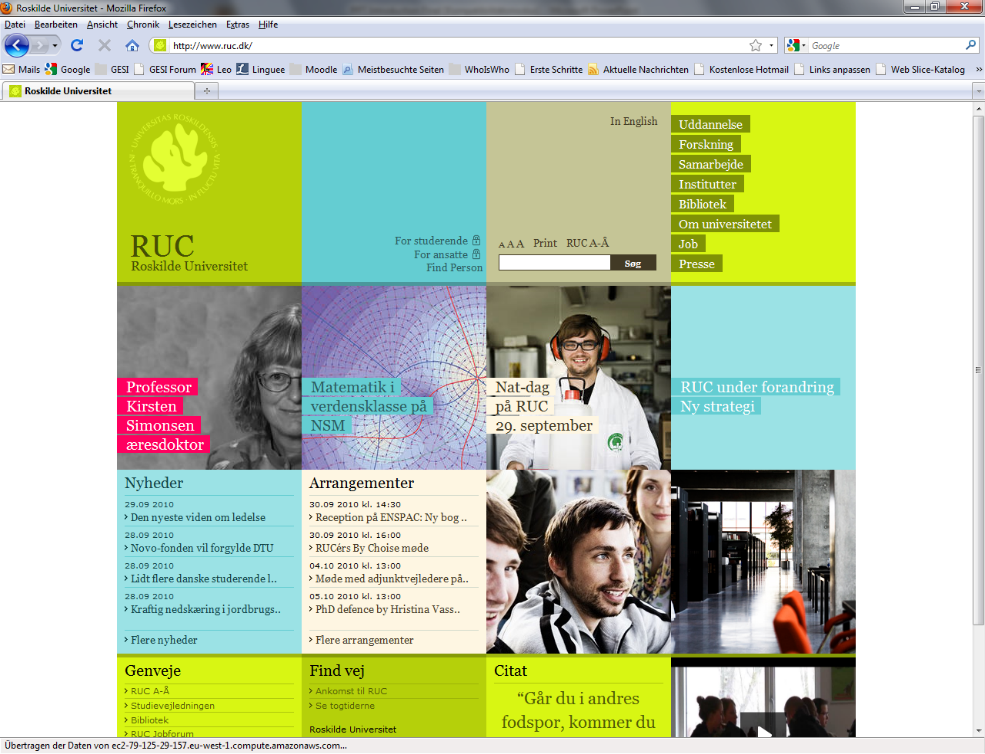 Roskilde Universitet - Mozilla Firefox
Datei Bearbeiten Ansicht Chronik Lesezeichen Extras Hilfe
http://www.ruc.dk/
Google
Mails Google GESI GESI Forum Leo Linguee Moodle Meistbesuchte Seiten WhoIsWho Erste Schritte Aktuelle Nachrichten Kostenlose Hotmail Links anpassen Web Slice-Katalog »
Roskilde Universitet
UNIVERSITAS ROSKILDENSIS
IN TRANQUILLO MORS · IN FLUCTU VITA
RUC
Roskilde Universitet
For studerende
For ansatte
Find Person
In English
A A A Print RUC A-Å
Søg
Uddannelse
Forskning
Samarbejde
Institutter
Bibliotek
Om universitetet
Job
Presse
Professor
Kirsten
Simonsen
æresdoktor
Matematik i
verdensklasse på
NSM
Nat-dag
på RUC
29. september
RUC under forandring
Ny strategi
Nyheder
29.09 2010
› Den nyeste viden om ledelse
28.09 2010
› Novo-fonden vil forgylde DTU
28.09 2010
› Lidt flere danske studerende l..
28.09 2010
› Kraftig nedskæring i jordbrugs..
› Flere nyheder
Arrangementer
30.09 2010 kl. 14:30
› Reception på ENSPAC: Ny bog ..
30.09 2010 kl. 16:00
› RUCérs By Choise møde
04.10 2010 kl. 13:00
› Møde med adjunktvejledere på..
05.10 2010 kl. 13:00
› PhD defence by Hristina Vass..
› Flere arrangementer
Genveje
› RUC A-Å
› Studievejledningen
› Bibliotek
› RUC Jobforum
Find vej
› Ankomst til RUC
› Se togtiderne
Roskilde Universitet
Citat
“Går du i andres
fodspor, kommer du
Übertragen der Daten von ec2-79-125-29-157.eu-west-1.compute.amazonaws.com...